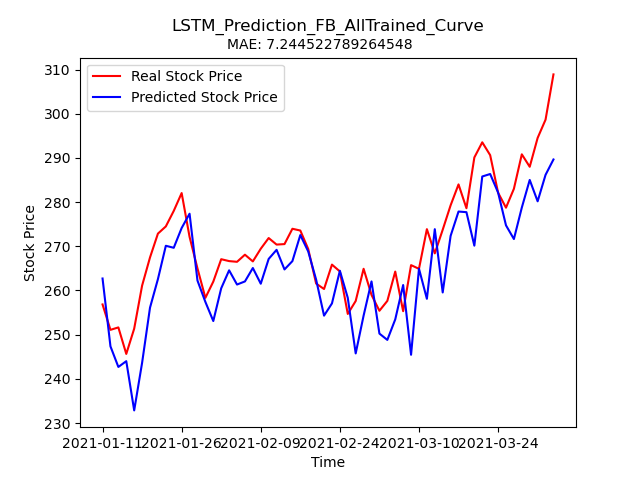 LSTM_Prediction_FB_AllTrained_Curve
MAE: 7.244522789264548
Real Stock Price
Predicted Stock Price
310
300
290
280
270
260
250
240
230
Stock Price
2021-01-11 2021-01-26 2021-02-09 2021-02-24 2021-03-10 2021-03-24
Time